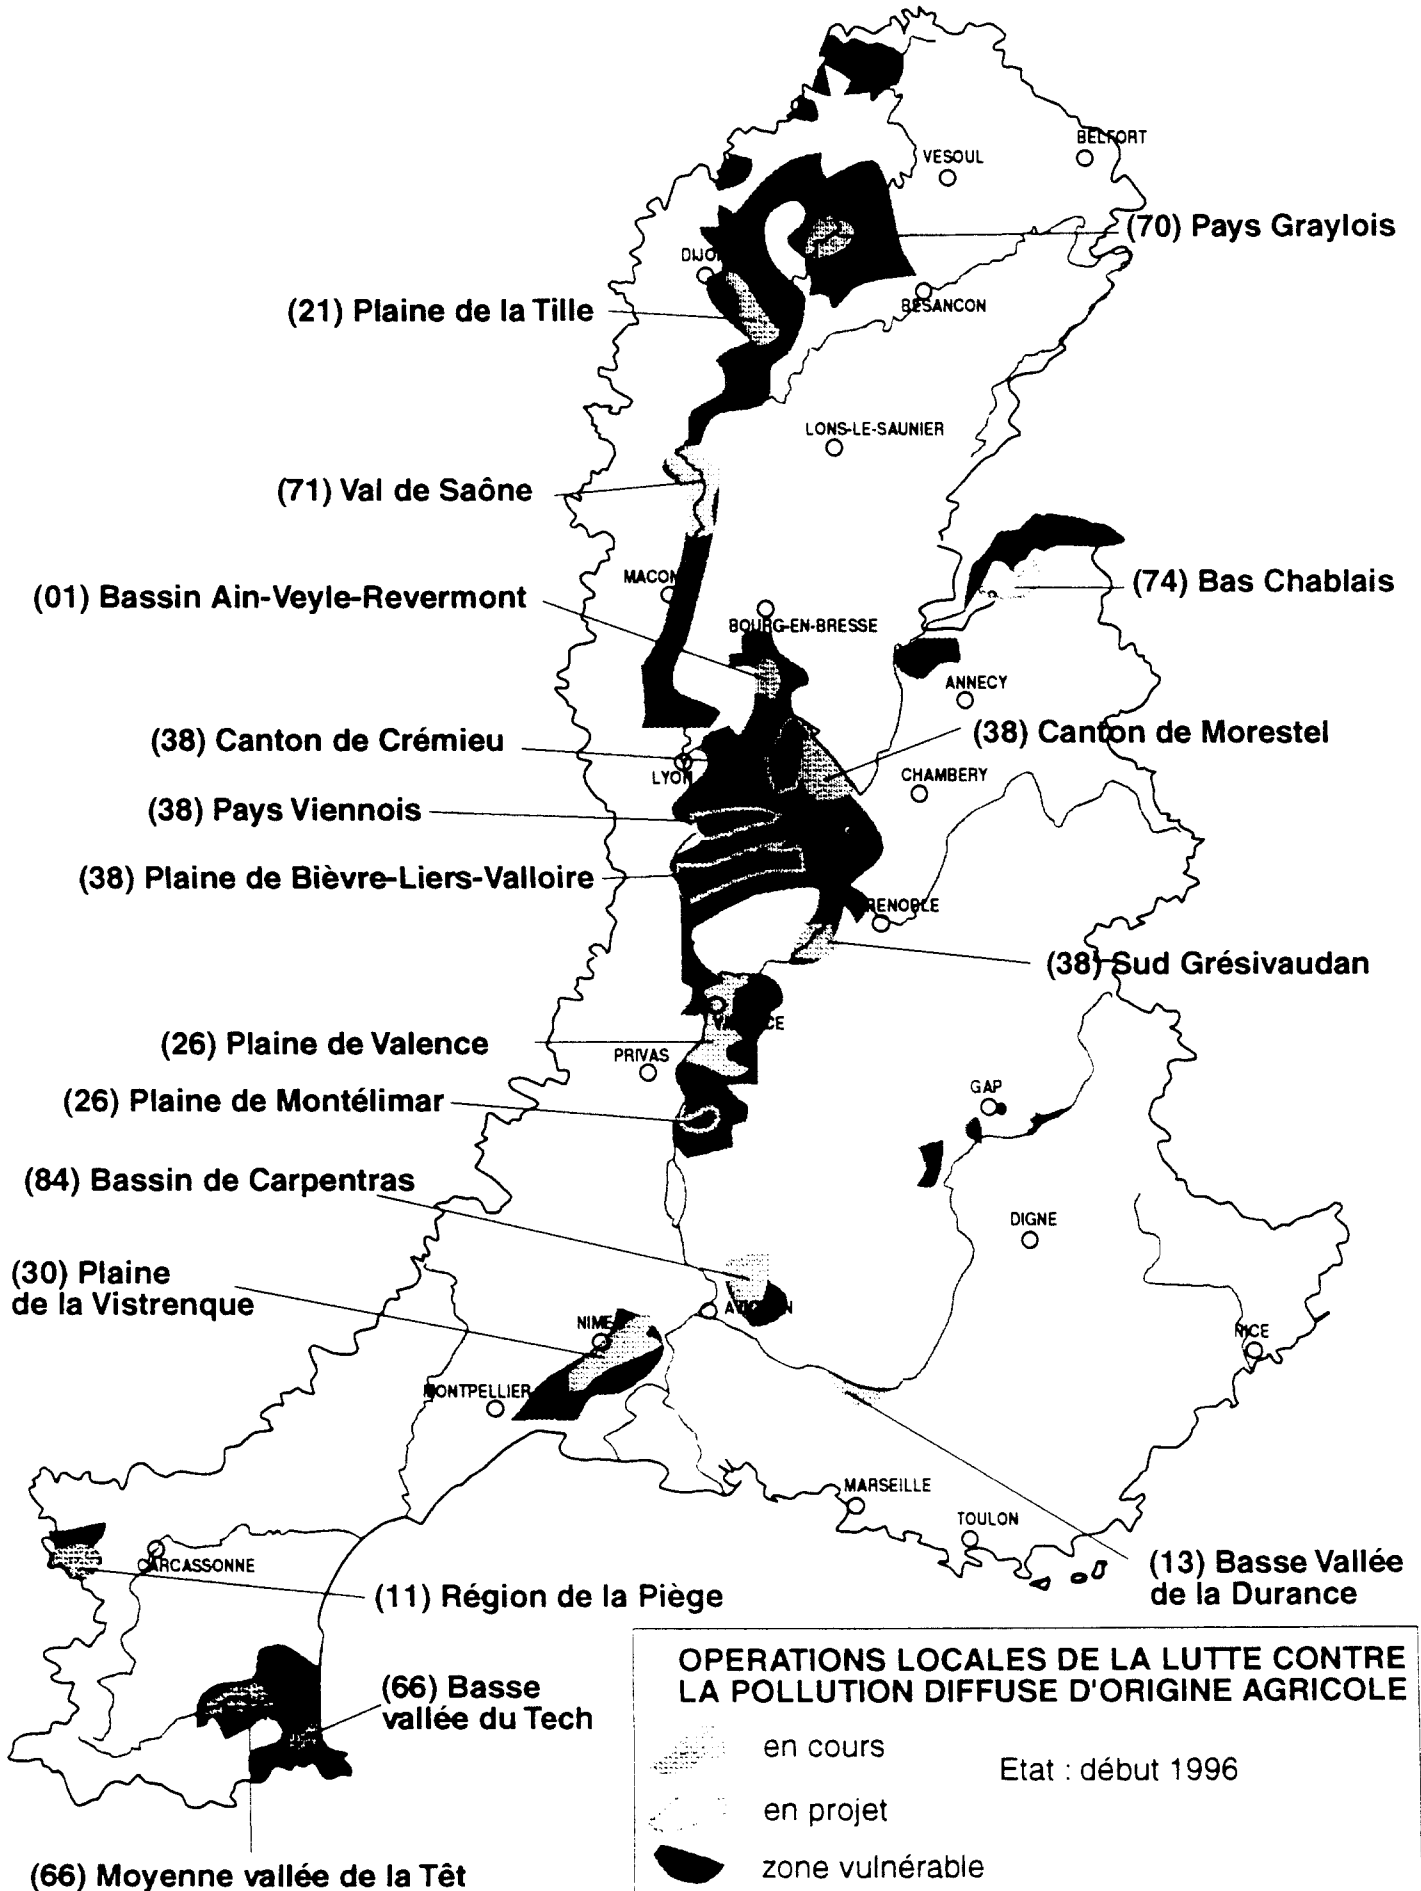 BELFORT
VESOUL
(70) Pays Graylois
DIJON
BESANCON
(21) Plaine de la Tille
LONS-LE-SAUNIER
(71) Val de Saône
MACON
(74) Bas Chablais
(01) Bassin Ain-Veyle-Revermont
BOURG-EN-BRESSE
ANNECY
(38) Canton de Crémieu
(38) Canton de Morestel
LYON
CHAMBERY
(38) Pays Viennois
(38) Plaine de Bièvre-Liers-Valloire
GRENOBLE
(38) Sud Grésivaudan
VALENCE
(26) Plaine de Valence
PRIVAS
GAP
(26) Plaine de Montélimar
(84) Bassin de Carpentras
DIGNE
(30) Plaine
de la Vistrenque
AVIGNON
NIMES
NICE
MONTPELLIER
MARSEILLE
TOULON
CARCASSONNE
(13) Basse Vallée
de la Durance
(11) Région de la Piège
(66) Basse
vallée du Tech
(66) Moyenne vallée de la Têt
OPERATIONS LOCALES DE LA LUTTE CONTRE
LA POLLUTION DIFFUSE D'ORIGINE AGRICOLE
en cours
Etat : début 1996
en projet
zone vulnérable